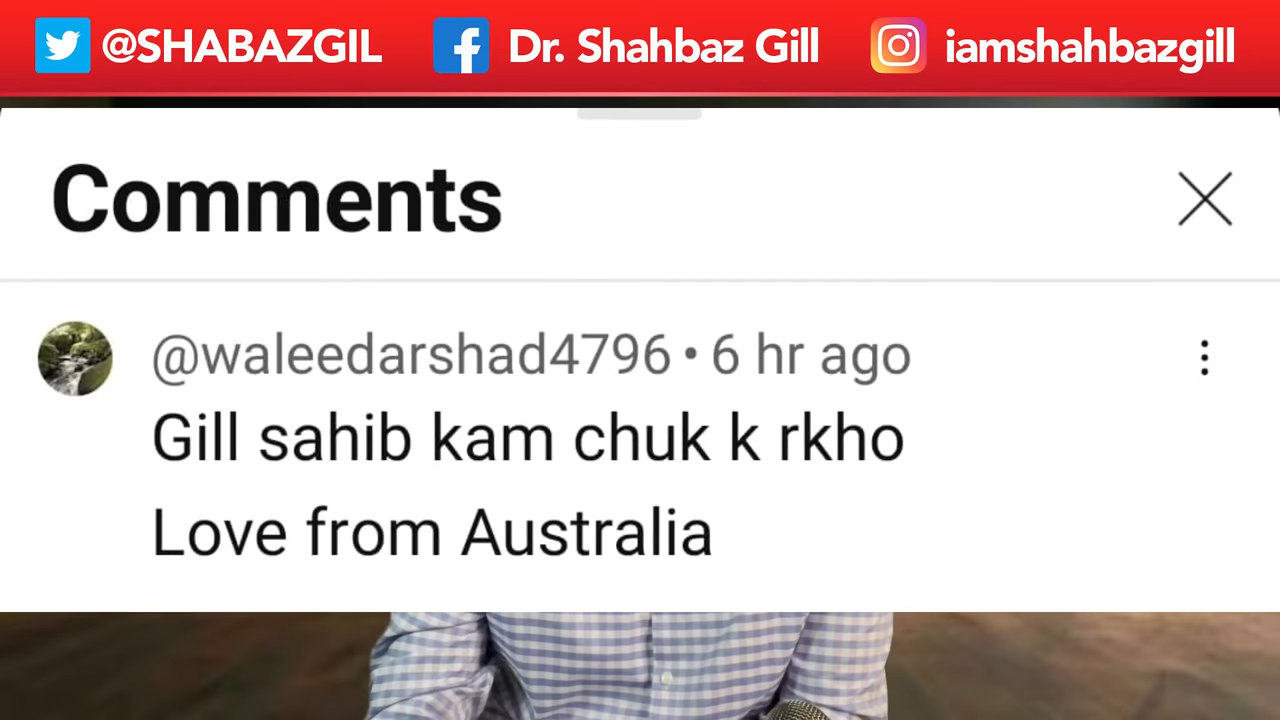 @SHABAZGIL Dr. Shahbaz Gill iamshahbazgill
Comments
@waleedarshad4796 • 6 hr ago
Gill sahib kam chuk k rkho
Love from Australia